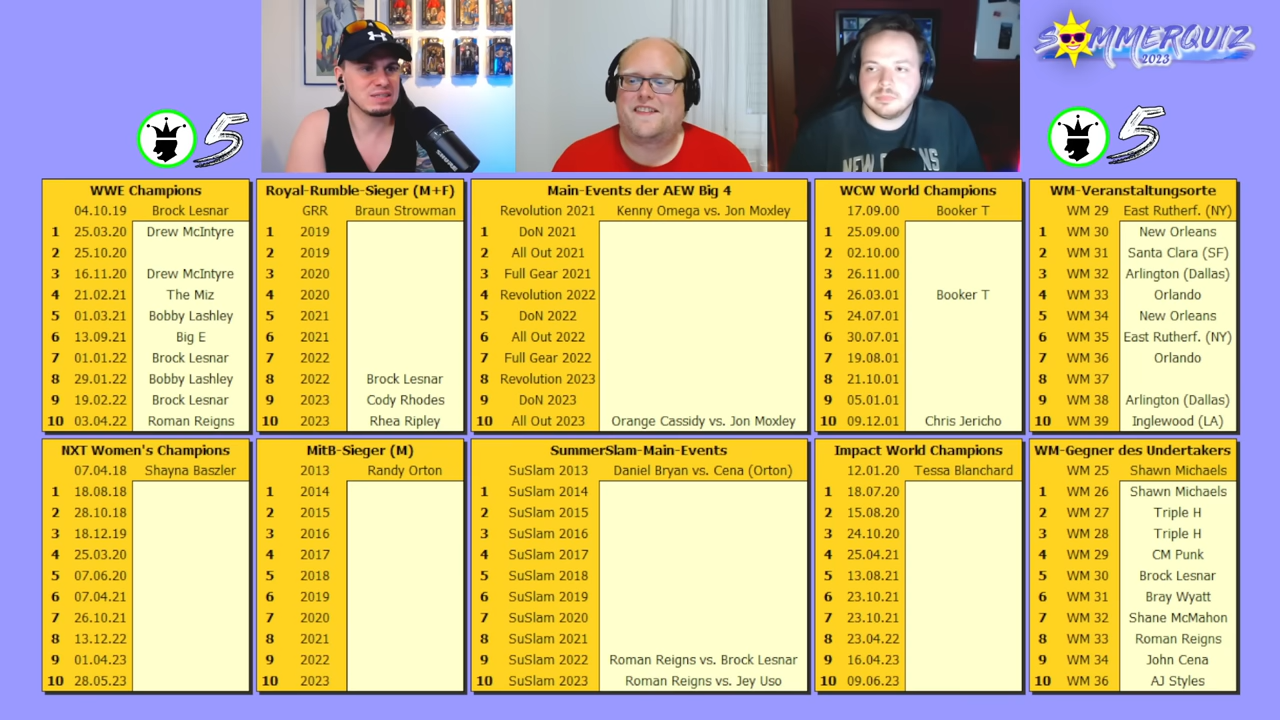 SOMMERQUIZ
2023
5
5
NEW ORLEANS
WWE Champions
04.10.19 Brock Lesnar
1 25.03.20 Drew McIntyre
2 25.10.20
3 16.11.20 Drew McIntyre
4 21.02.21 The Miz
5 01.03.21 Bobby Lashley
6 13.09.21 Big E
7 01.01.22 Brock Lesnar
8 29.01.22 Bobby Lashley
9 19.02.22 Brock Lesnar
10 03.04.22 Roman Reigns
Royal-Rumble-Sieger (M+F)
GRR Braun Strowman
1 2019
2 2019
3 2020
4 2020
5 2021
6 2021
7 2022
8 2022 Brock Lesnar
9 2023 Cody Rhodes
10 2023 Rhea Ripley
Main-Events der AEW Big 4
Revolution 2021 Kenny Omega vs. Jon Moxley
1 DoN 2021
2 All Out 2021
3 Full Gear 2021
4 Revolution 2022
5 DoN 2022
6 All Out 2022
7 Full Gear 2022
8 Revolution 2023
9 DoN 2023
10 All Out 2023 Orange Cassidy vs. Jon Moxley
WCW World Champions
17.09.00 Booker T
1 25.09.00
2 02.10.00
3 26.11.00
4 26.03.01 Booker T
5 24.07.01
6 30.07.01
7 19.08.01
8 21.10.01
9 05.01.01
10 09.12.01 Chris Jericho
WM-Veranstaltungsorte
WM 29 East Rutherf. (NY)
1 WM 30 New Orleans
2 WM 31 Santa Clara (SF)
3 WM 32 Arlington (Dallas)
4 WM 33 Orlando
5 WM 34 New Orleans
6 WM 35 East Rutherf. (NY)
7 WM 36 Orlando
8 WM 37
9 WM 38 Arlington (Dallas)
10 WM 39 Inglewood (LA)
NXT Women's Champions
07.04.18 Shayna Baszler
1 18.08.18
2 28.10.18
3 18.12.19
4 25.03.20
5 07.06.20
6 07.04.21
7 26.10.21
8 13.12.22
9 01.04.23
10 28.05.23
MitB-Sieger (M)
2013 Randy Orton
1 2014
2 2015
3 2016
4 2017
5 2018
6 2019
7 2020
8 2021
9 2022
10 2023
SummerSlam-Main-Events
SuSlam 2013 Daniel Bryan vs. Cena (Orton)
1 SuSlam 2014
2 SuSlam 2015
3 SuSlam 2016
4 SuSlam 2017
5 SuSlam 2018
6 SuSlam 2019
7 SuSlam 2020
8 SuSlam 2021
9 SuSlam 2022 Roman Reigns vs. Brock Lesnar
10 SuSlam 2023 Roman Reigns vs. Jey Uso
Impact World Champions
12.01.20 Tessa Blanchard
1 18.07.20
2 15.08.20
3 24.10.20
4 25.04.21
5 13.08.21
6 23.10.21
7 23.10.21
8 23.04.22
9 16.04.23
10 09.06.23
WM-Gegner des Undertakers
WM 25 Shawn Michaels
1 WM 26 Shawn Michaels
2 WM 27 Triple H
3 WM 28 Triple H
4 WM 29 CM Punk
5 WM 30 Brock Lesnar
6 WM 31 Bray Wyatt
7 WM 32 Shane McMahon
8 WM 33 Roman Reigns
9 WM 34 John Cena
10 WM 36 AJ Styles